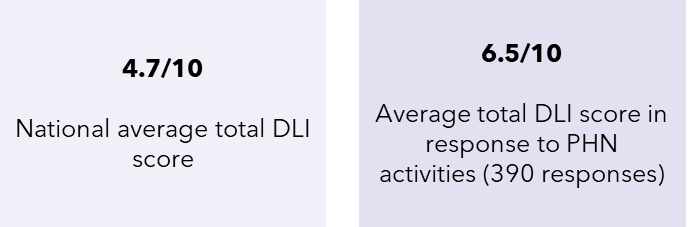 4.7/10
National average total DLI
score
6.5/10
Average total DLI score in
response to PHN
activities (390 responses)